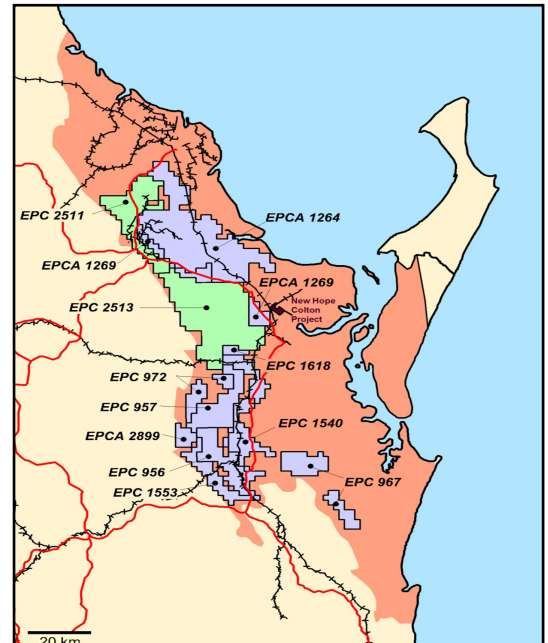 EPC 2511
EPCA 1264
EPCA 1269
EPCA 1269
EPC 2513
New Hope
Colton
Project
EPC 1618
EPC 972
EPC 957
EPC 1540
EPCA 2899
EPC 956
EPC 967
EPC 1553
20 km